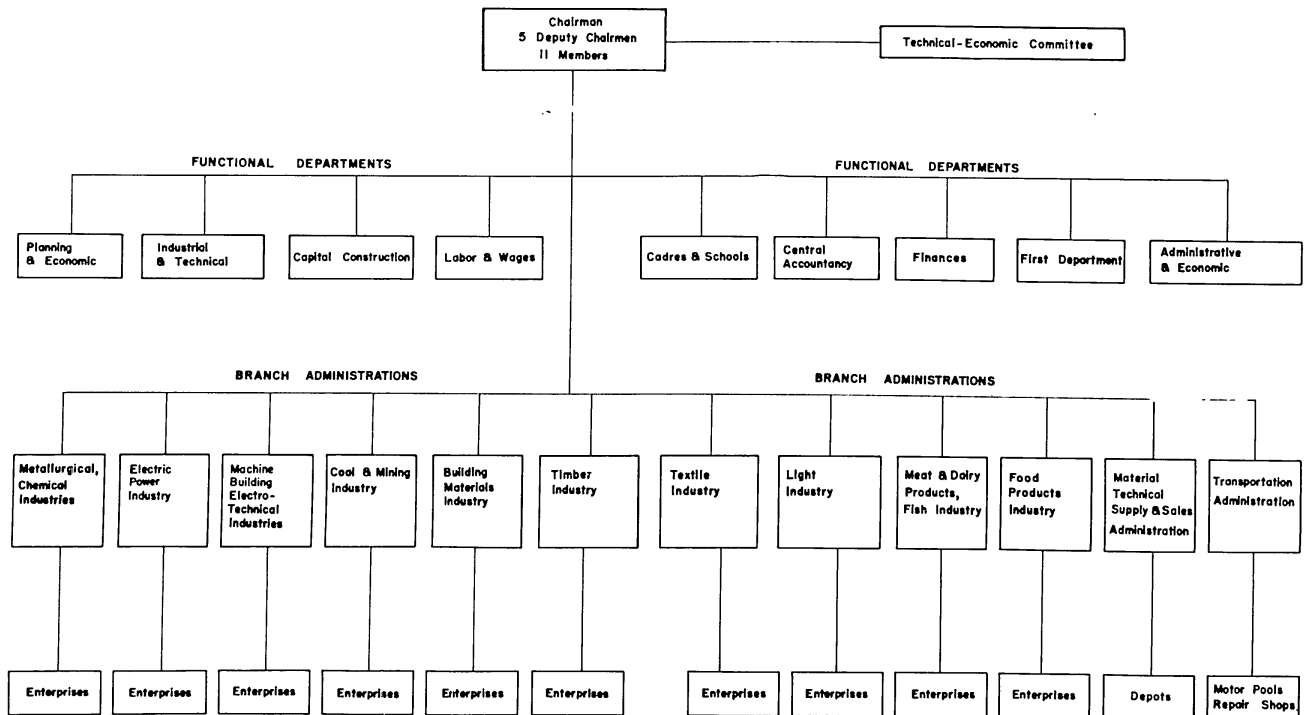 Chairman
5 Deputy Chairmen
11 Members
Technical-Economic Committee
FUNCTIONAL DEPARTMENTS
FUNCTIONAL DEPARTMENTS
Planning
& Economic
Industrial
& Technical
Capital Construction
Labor & Wages
Cadres & Schools
Central
Accountancy
Finances
First Department
Administrative
& Economic
BRANCH ADMINISTRATIONS
BRANCH ADMINISTRATIONS
Metallurgical,
Chemical
Industries
Electric
Power
Industry
Machine
Building
Electro-
Technical
Industries
Coal & Mining
Industry
Building
Materials
Industry
Timber
Industry
Textile
Industry
Light
Industry
Meat & Dairy
Products,
Fish Industry
Food
Products
Industry
Material
Technical
Supply & Sales
Administration
Transportation
Administration
Enterprises
Enterprises
Enterprises
Enterprises
Enterprises
Enterprises
Enterprises
Enterprises
Enterprises
Enterprises
Depots
Motor Pools
Repair Shops